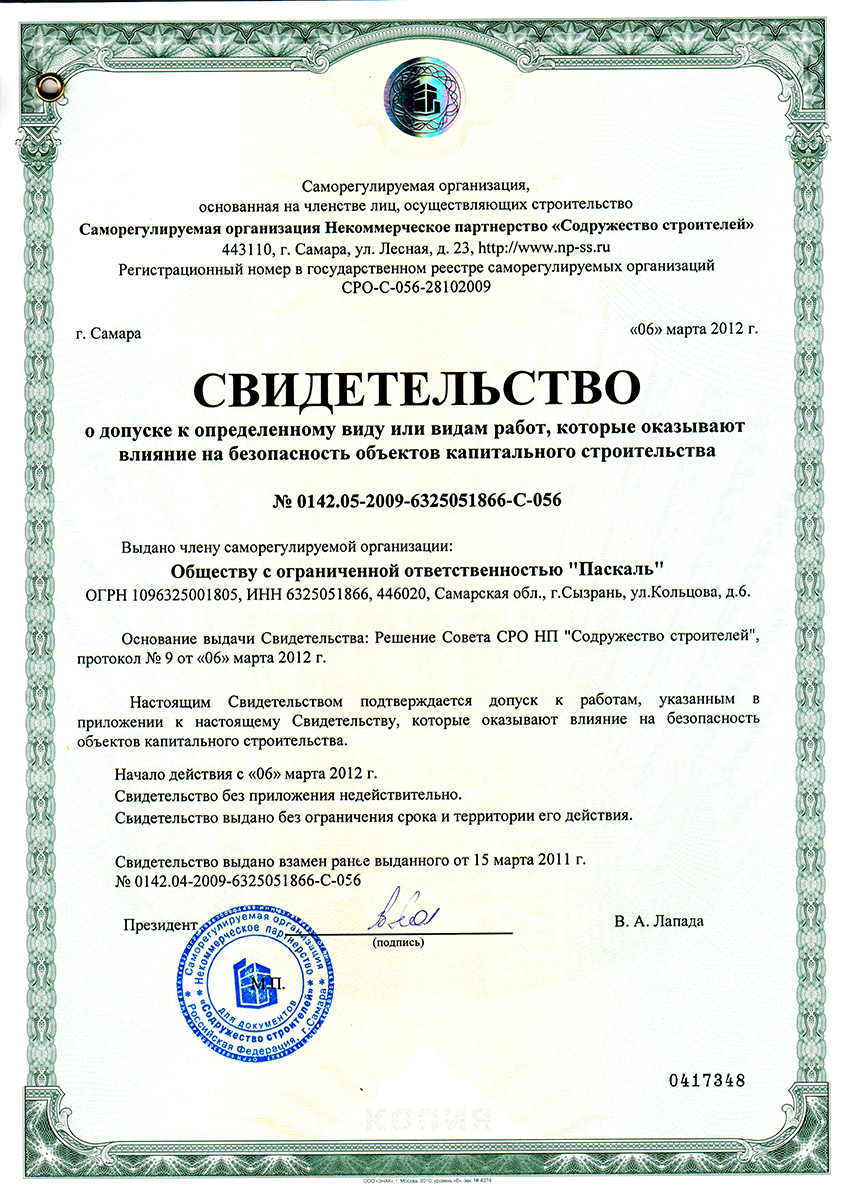 Саморегулируемая организация,
основанная на членстве лиц, осуществляющих строительство
Саморегулируемая организация Некоммерческое партнерство «Содружество строителей»
443110, г. Самара, ул. Лесная, д. 23, http://www.np-ss.ru
Регистрационный номер в государственном реестре саморегулируемых организаций
СРО-С-056-28102009
г. Самара
«06» марта 2012 г.
СВИДЕТЕЛЬСТВО
о допуске к определенному виду или видам работ, которые оказывают
влияние на безопасность объектов капитального строительства
№ 0142.05-2009-6325051866-С-056
Выдано члену саморегулируемой организации:
Обществу с ограниченной ответственностью "Паскаль"
ОГРН 1096325001805, ИНН 6325051866, 446020, Самарская обл., г.Сызрань, ул.Кольцова, д.6.
Основание выдачи Свидетельства: Решение Совета СРО НП "Содружество строителей",
протокол № 9 от «06» марта 2012 г.
Настоящим Свидетельством подтверждается допуск к работам, указанным в
приложении к настоящему Свидетельству, которые оказывают влияние на безопасность
объектов капитального строительства.
Начало действия с «06» марта 2012 г.
Свидетельство без приложения недействительно.
Свидетельство выдано без ограничения срока и территории его действия.
Свидетельство выдано взамен ранее выданного от 15 марта 2011 г.
№ 0142.04-2009-6325051866-С-056
Президент
В. А. Лапада
(подпись)
Саморегулируемая организация
Некоммерческое партнерство
М.П.
ДЛЯ ДОКУМЕНТОВ
«Содружество строителей»
Российская Федерация, г. Самара
0417348
КОПИЯ
ООО «ЗНАК», г. Москва, 2010, уровень «В», зак. № 4374